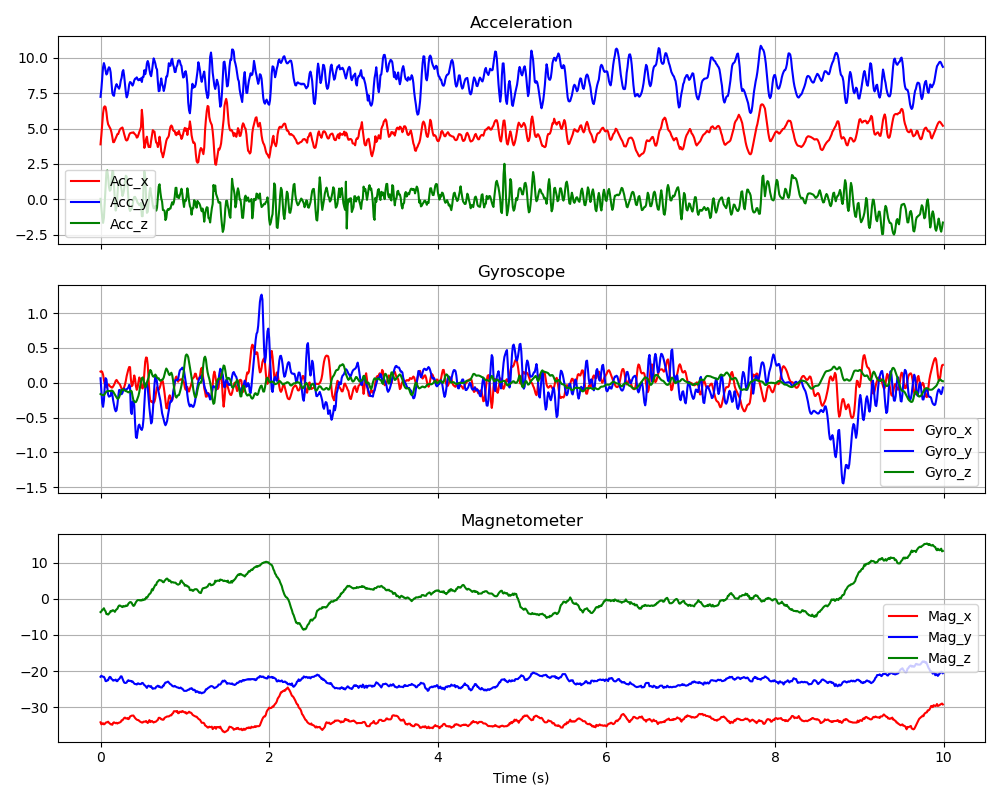 Acceleration
10.0
7.5
5.0
2.5
0.0
−2.5
Acc_x
Acc_y
Acc_z
Gyroscope
1.0
0.5
0.0
−0.5
−1.0
−1.5
Gyro_x
Gyro_y
Gyro_z
Magnetometer
10
0
−10
−20
−30
Mag_x
Mag_y
Mag_z
0 2 4 6 8 10
Time (s)